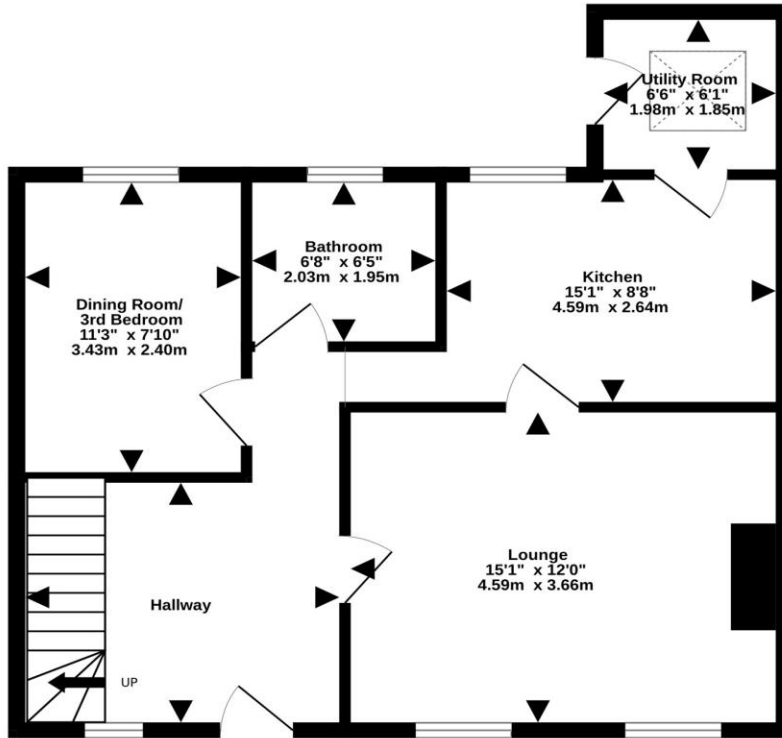 Utility Room
6'6" x 6'1"
1.98m x 1.85m
Bathroom
6'8" x 6'5"
2.03m x 1.95m
Kitchen
15'1" x 8'8"
4.59m x 2.64m
Dining Room/
3rd Bedroom
11'3" x 7'10"
3.43m x 2.40m
Lounge
15'1" x 12'0"
4.59m x 3.66m
Hallway
UP